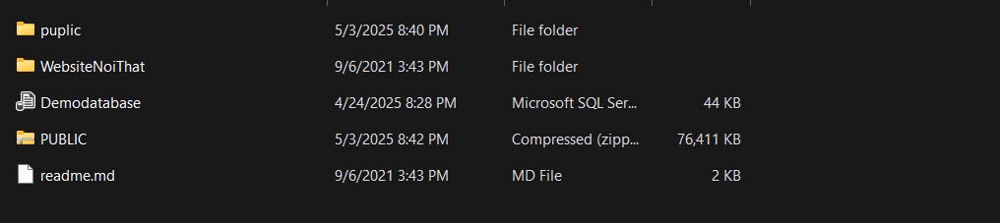 puplic 5/3/2025 8:40 PM File folder
WebsiteNoiThat 9/6/2021 3:43 PM File folder
Demodatabase 4/24/2025 8:28 PM Microsoft SQL Ser... 44 KB
PUBLIC 5/3/2025 8:42 PM Compressed (zipp... 76,411 KB
readme.md 9/6/2021 3:43 PM MD File 2 KB